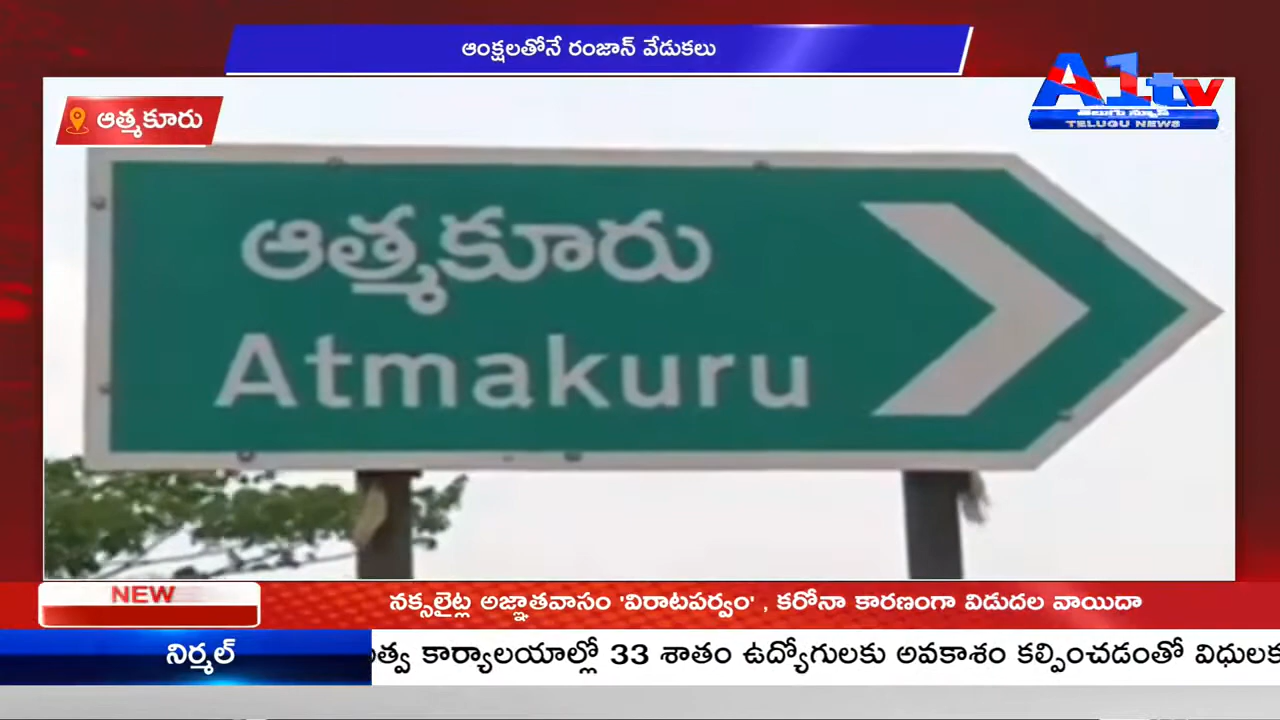 ఆంక్షలతోనే రంజాన్ వేడుకలు
A1tv
తెలుగు న్యూస్
TELUGU NEWS
ఆత్మకూరు
ఆత్మకూరు
Atmakuru
NEW
నక్సలైట్ల అజ్ఞాతవాసం 'విరాటపర్వం' , కరోనా కారణంగా విడుదల వాయిదా
నిర్మల్
కార్యాలయాల్లో 33 శాతం ఉద్యోగులకు అవకాశం కల్పించడంతో